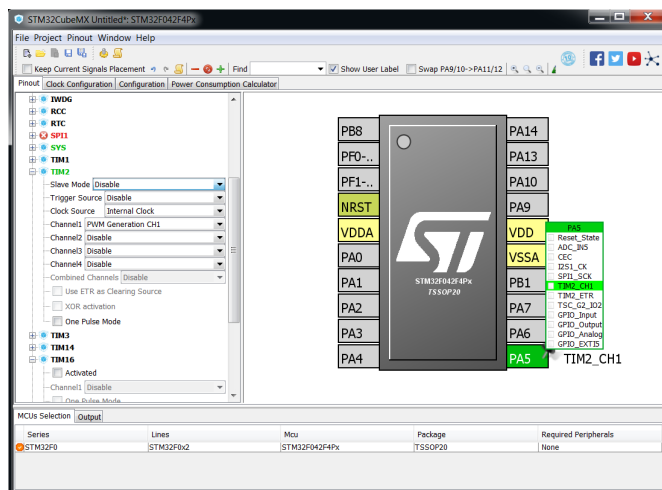 STM32CubeMX Untitled*: STM32F042F4Px
File Project Pinout Window Help
Keep Current Signals Placement Find Show User Label Swap PA9/10->PA11/12
Pinout Clock Configuration Configuration Power Consumption Calculator
IWDG
RCC
RTC
SPI1
SYS
TIM1
TIM2
Slave Mode Disable
Trigger Source Disable
Clock Source Internal Clock
Channel1 PWM Generation CH1
Channel2 Disable
Channel3 Disable
Channel4 Disable
Combined Channels Disable
Use ETR as Clearing Source
XOR activation
One Pulse Mode
TIM3
TIM14
TIM16
Activated
Channel1 Disable
One Pulse Mode
PB8
PF0-..
PF1-..
NRST
VDDA
PA0
PA1
PA2
PA3
PA4
ST
STM32F042F4Px
TSSOP20
PA14
PA13
PA10
PA9
VDD
VSSA
PB1
PA7
PA6
PA5
TIM2_CH1
PA5
Reset_State
ADC_IN5
CEC
I2S1_CK
SPI1_SCK
TIM2_CH1
TIM2_ETR
TSC_G2_IO2
GPIO_Input
GPIO_Output
GPIO_Analog
GPIO_EXTI5
MCUs Selection Output
Series Lines Mcu Package Required Peripherals
STM32F0 STM32F0x2 STM32F042F4Px TSSOP20 None